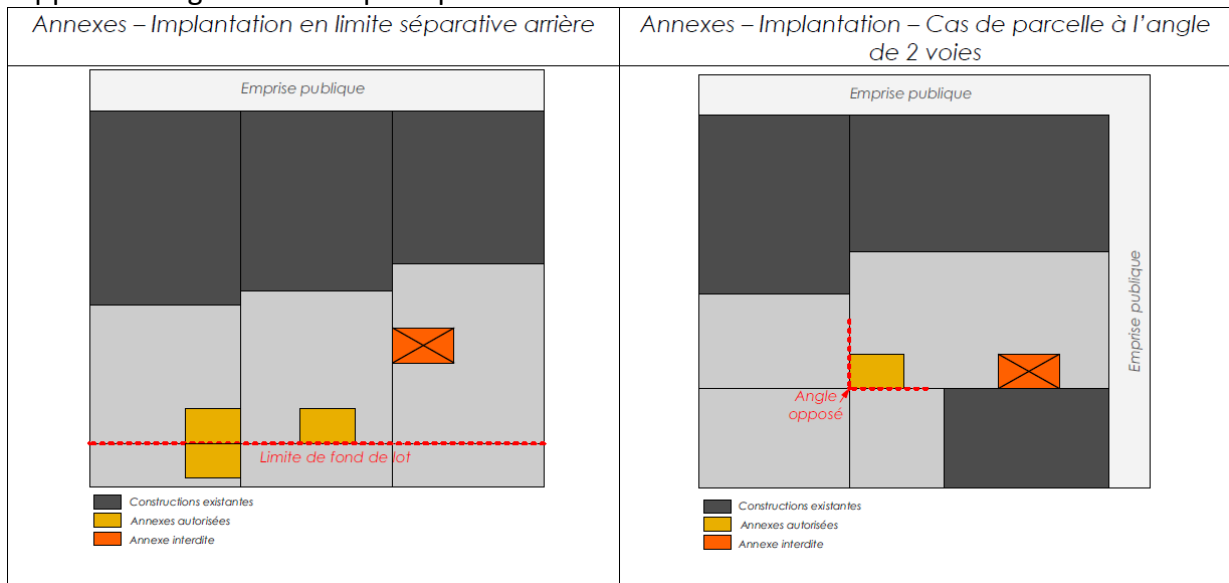 Annexes – Implantation en limite séparative arrière
Emprise publique
Limite de fond de lot
Constructions existantes
Annexes autorisées
Annexe interdite
Annexes – Implantation – Cas de parcelle à l'angle
de 2 voies
Emprise publique
Emprise publique
Angle
opposé
Constructions existantes
Annexes autorisées
Annexe interdite